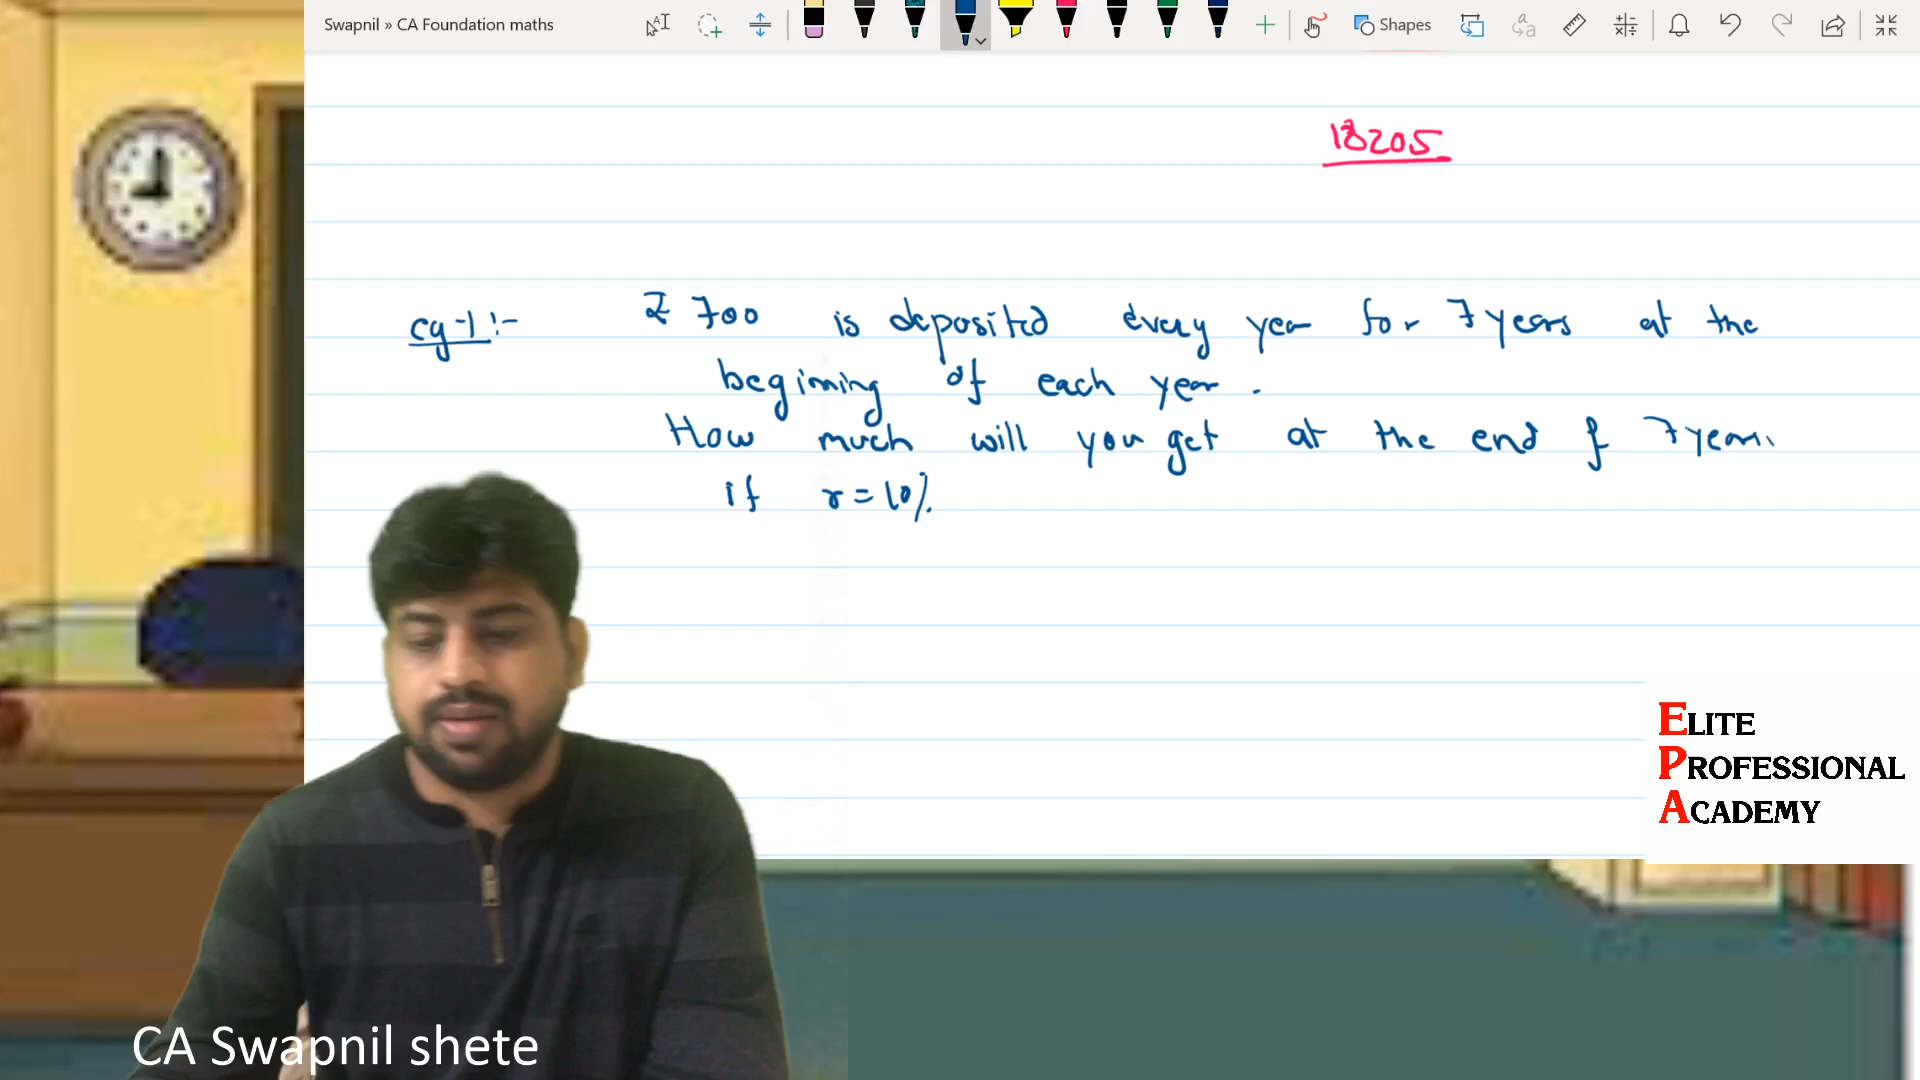 Swapnil » CA Foundation maths
Shapes
18205
eg-1:-
₹ 700 is deposited every year for 7 years at the
begining of each year.
How much will you get at the end of 7 years.
if r = 10%.
ELITE
PROFESSIONAL
ACADEMY
CA Swapnil shete